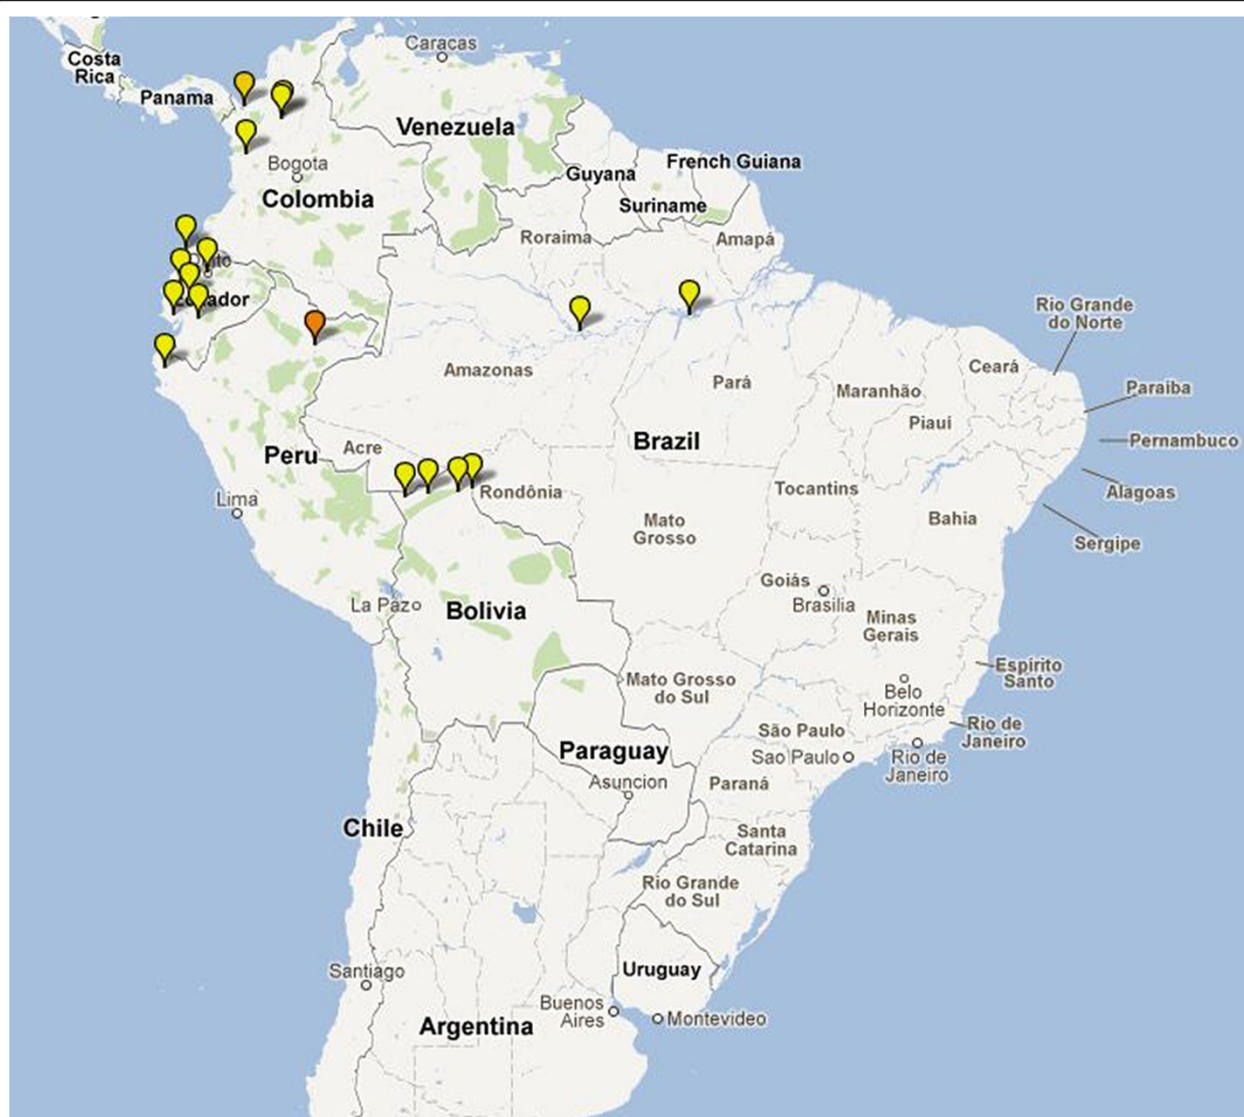 Caracas
Costa
Rica
Panama
Venezuela
French Guiana
Bogota
Guyana
Colombia
Suriname
Roraima
Amapá
Rio Grande
do Norte
Amazonas
Pará
Ceará
Maranhão
Paraiba
Piauí
Brazil
Pernambuco
Peru
Acre
Tocantins
Rondônia
Alagoas
Lima
Mato
Grosso
Bahia
Sergipe
Goiás
La Paz
Bolivia
Brasilia
Minas
Gerais
Espírito
Santo
Mato Grosso
do Sul
Belo
Horizonte
São Paulo
Rio de
Janeiro
Paraguay
Sao Paulo
Rio de
Janeiro
Asuncion
Paraná
Chile
Santa
Catarina
Rio Grande
do Sul
Santiago
Uruguay
Buenos
Aires
Montevideo
Argentina